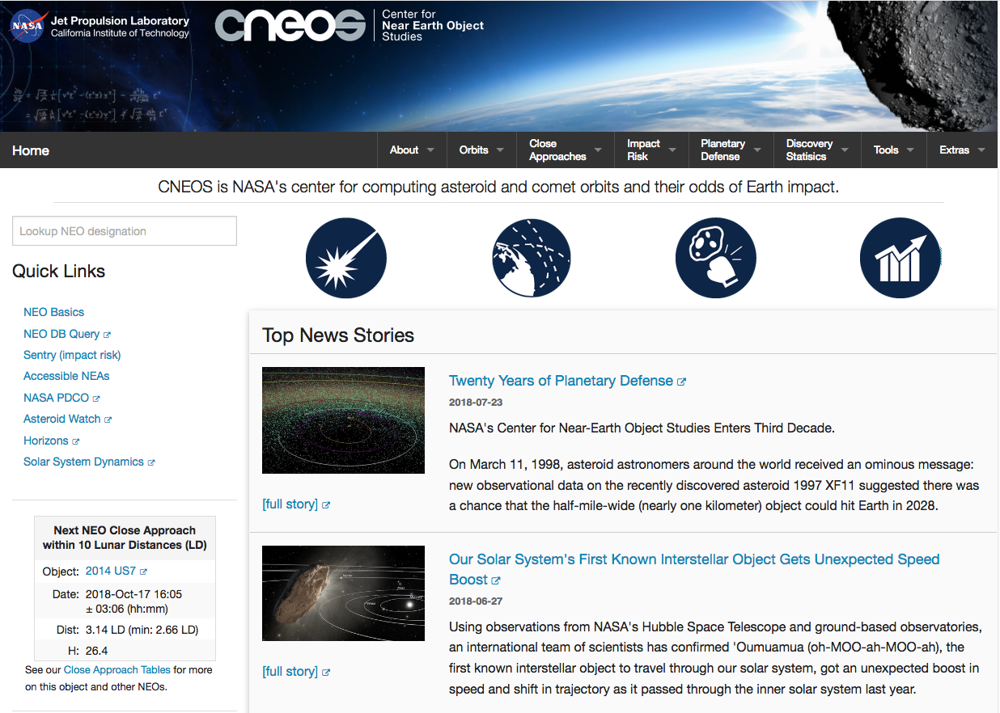 NASA
Jet Propulsion Laboratory
California Institute of Technology
cneos
Center for
Near Earth Object
Studies
Home
About
Orbits
Close
Approaches
Impact
Risk
Planetary
Defense
Discovery
Statisics
Tools
Extras
CNEOS is NASA's center for computing asteroid and comet orbits and their odds of Earth impact.
Lookup NEO designation
Quick Links
NEO Basics
NEO DB Query
Sentry (impact risk)
Accessible NEAs
NASA PDCO
Asteroid Watch
Horizons
Solar System Dynamics
Next NEO Close Approach
within 10 Lunar Distances (LD)
Object: 2014 US7
Date: 2018-Oct-17 16:05
± 03:06 (hh:mm)
Dist: 3.14 LD (min: 2.66 LD)
H: 26.4
See our Close Approach Tables for more
on this object and other NEOs.
Top News Stories
Twenty Years of Planetary Defense
2018-07-23
NASA's Center for Near-Earth Object Studies Enters Third Decade.
On March 11, 1998, asteroid astronomers around the world received an ominous message:
new observational data on the recently discovered asteroid 1997 XF11 suggested there was
a chance that the half-mile-wide (nearly one kilometer) object could hit Earth in 2028.
[full story]
Our Solar System's First Known Interstellar Object Gets Unexpected Speed
Boost
2018-06-27
Using observations from NASA's Hubble Space Telescope and ground-based observatories,
an international team of scientists has confirmed 'Oumuamua (oh-MOO-ah-MOO-ah), the
first known interstellar object to travel through our solar system, got an unexpected boost in
speed and shift in trajectory as it passed through the inner solar system last year.
[full story]